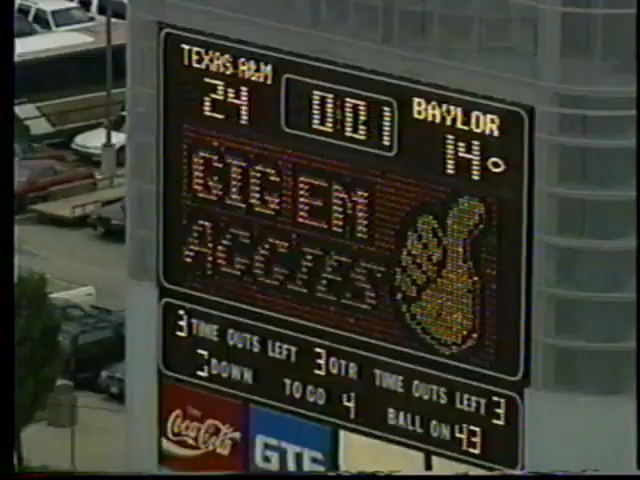 TEXAS A&M
24
0:01
BAYLOR
14
GIG EM
AGGIES
3 TIME OUTS LEFT 3 QTR TIME OUTS LEFT 3
3 DOWN TO GO 4 BALL ON 43
Coca-Cola
GTE